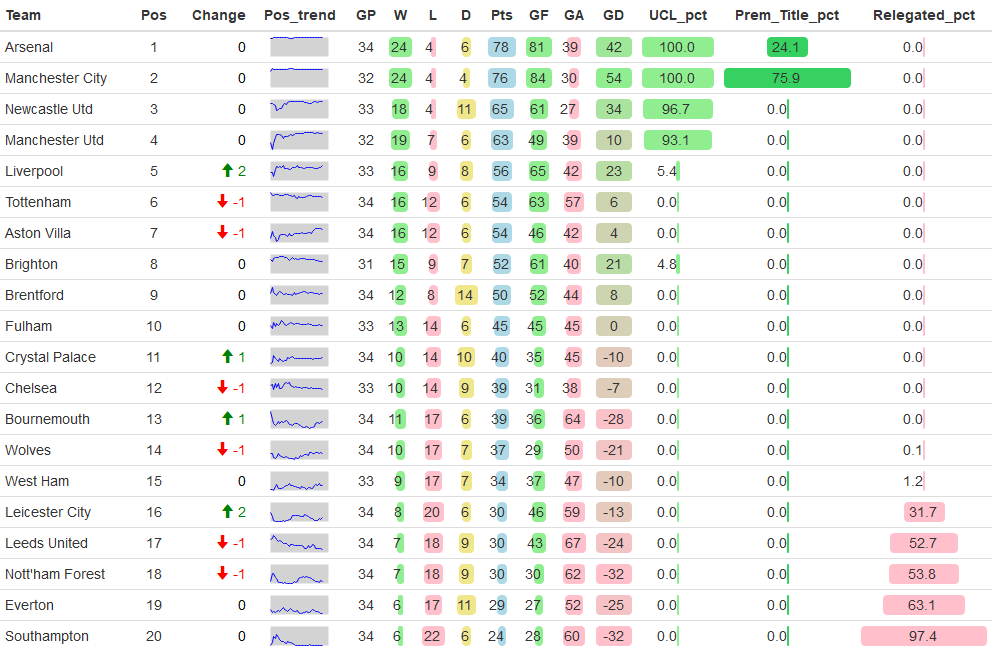 Team Pos Change Pos_trend GP W L D Pts GF GA GD UCL_pct Prem_Title_pct Relegated_pct
Arsenal 1 0 34 24 4 6 78 81 39 42 100.0 24.1 0.0
Manchester City 2 0 32 24 4 4 76 84 30 54 100.0 75.9 0.0
Newcastle Utd 3 0 33 18 4 11 65 61 27 34 96.7 0.0 0.0
Manchester Utd 4 0 32 19 7 6 63 49 39 10 93.1 0.0 0.0
Liverpool 5 2 33 16 9 8 56 65 42 23 5.4 0.0 0.0
Tottenham 6 -1 34 16 12 6 54 63 57 6 0.0 0.0 0.0
Aston Villa 7 -1 34 16 12 6 54 46 42 4 0.0 0.0 0.0
Brighton 8 0 31 15 9 7 52 61 40 21 4.8 0.0 0.0
Brentford 9 0 34 12 8 14 50 52 44 8 0.0 0.0 0.0
Fulham 10 0 33 13 14 6 45 45 45 0 0.0 0.0 0.0
Crystal Palace 11 1 34 10 14 10 40 35 45 -10 0.0 0.0 0.0
Chelsea 12 -1 33 10 14 9 39 31 38 -7 0.0 0.0 0.0
Bournemouth 13 1 34 11 17 6 39 36 64 -28 0.0 0.0 0.0
Wolves 14 -1 34 10 17 7 37 29 50 -21 0.0 0.0 0.1
West Ham 15 0 33 9 17 7 34 37 47 -10 0.0 0.0 1.2
Leicester City 16 2 34 8 20 6 30 46 59 -13 0.0 0.0 31.7
Leeds United 17 -1 34 7 18 9 30 43 67 -24 0.0 0.0 52.7
Nott'ham Forest 18 -1 34 7 18 9 30 30 62 -32 0.0 0.0 53.8
Everton 19 0 34 6 17 11 29 27 52 -25 0.0 0.0 63.1
Southampton 20 0 34 6 22 6 24 28 60 -32 0.0 0.0 97.4